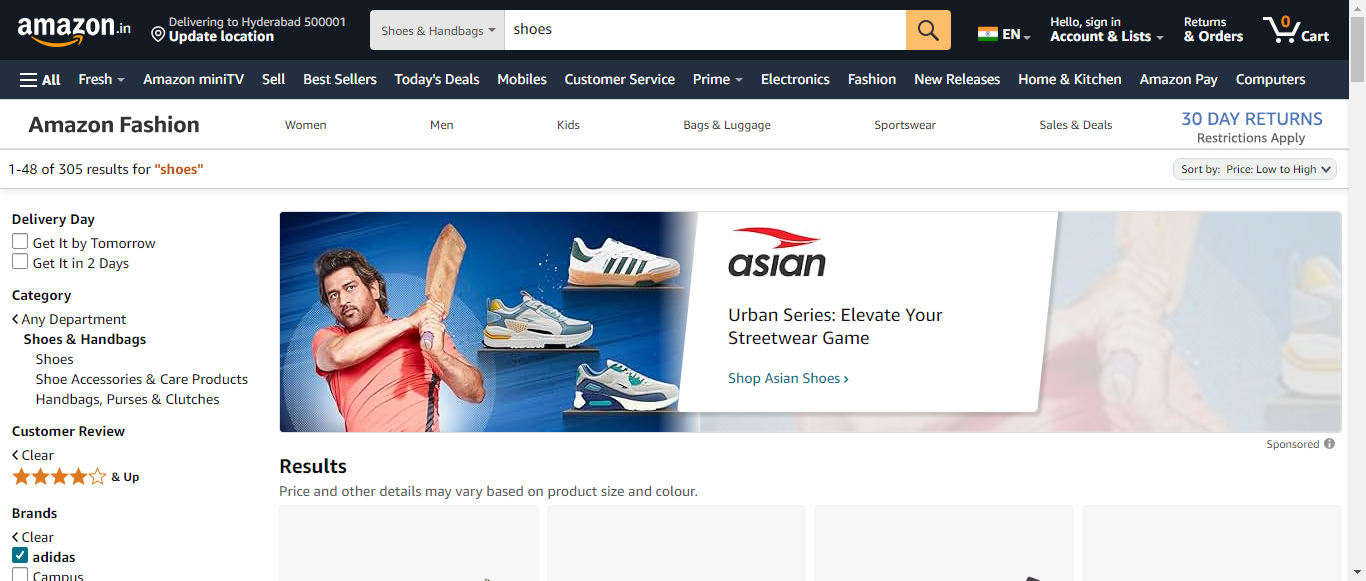 amazon.in
Delivering to Hyderabad 500001
Update location
Shoes & Handbags
shoes
EN
Hello, sign in
Account & Lists
Returns
& Orders
0
Cart
All
Fresh
Amazon miniTV
Sell
Best Sellers
Today's Deals
Mobiles
Customer Service
Prime
Electronics
Fashion
New Releases
Home & Kitchen
Amazon Pay
Computers
Amazon Fashion
Women
Men
Kids
Bags & Luggage
Sportswear
Sales & Deals
30 DAY RETURNS
Restrictions Apply
1-48 of 305 results for "shoes"
Sort by: Price: Low to High
Delivery Day
Get It by Tomorrow
Get It in 2 Days
Category
Any Department
Shoes & Handbags
Shoes
Shoe Accessories & Care Products
Handbags, Purses & Clutches
Customer Review
Clear
& Up
Brands
Clear
adidas
Campus
asian
Urban Series: Elevate Your
Streetwear Game
Shop Asian Shoes ›
Sponsored
Results
Price and other details may vary based on product size and colour.